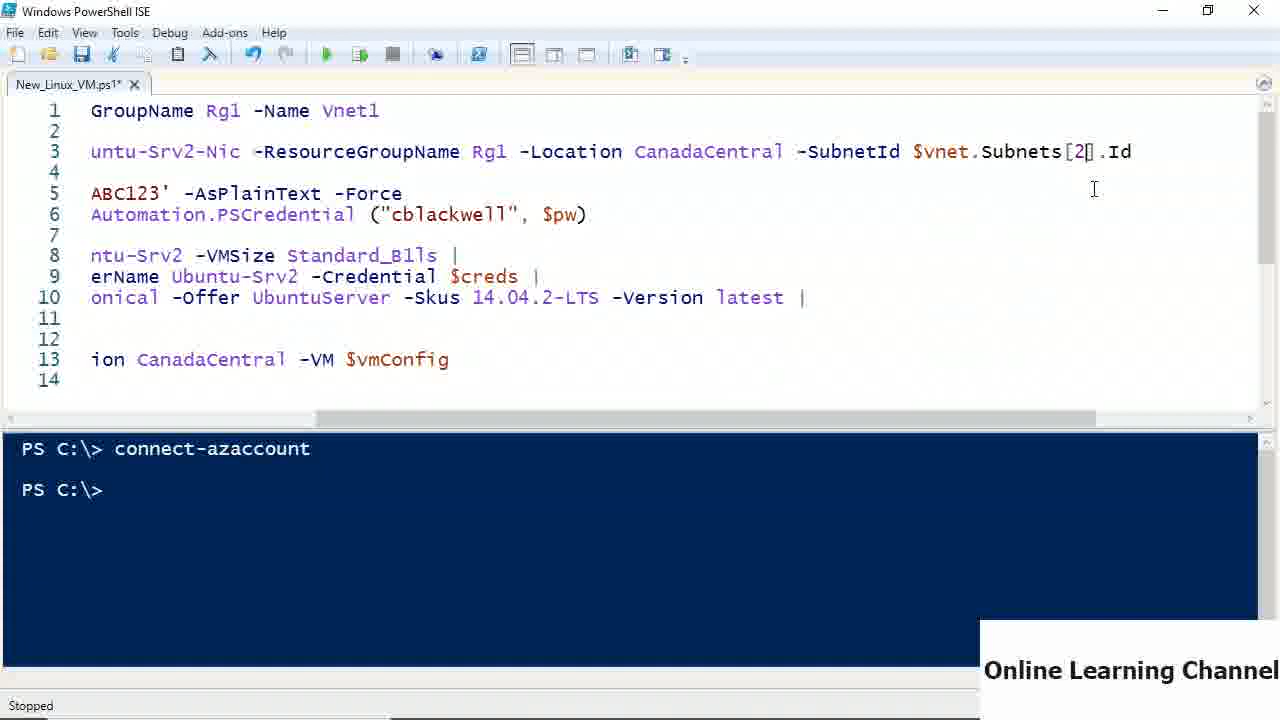 Windows PowerShell ISE
File Edit View Tools Debug Add-ons Help
New_Linux_VM.ps1*
1 GroupName Rg1 -Name Vnet1
2
3 untu-Srv2-Nic -ResourceGroupName Rg1 -Location CanadaCentral -SubnetId $vnet.Subnets[2].Id
4
5 ABC123' -AsPlainText -Force
6 Automation.PSCredential ("cblackwell", $pw)
7
8 ntu-Srv2 -VMSize Standard_B1ls |
9 erName Ubuntu-Srv2 -Credential $creds |
10 onical -Offer UbuntuServer -Skus 14.04.2-LTS -Version latest |
11
12
13 ion CanadaCentral -VM $vmConfig
14
PS C:\> connect-azaccount
PS C:\>
Online Learning Channel
Stopped